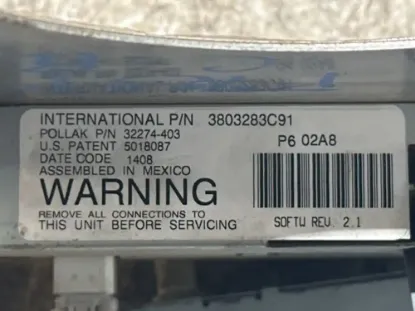 INTERNATIONAL P/N 3803283C91
POLLAK P/N 32274-403
P6 02A8
U.S. PATENT 5018087
DATE CODE 1408
ASSEMBLED IN MEXICO
WARNING
REMOVE ALL CONNECTIONS TO
THIS UNIT BEFORE SERVICING
SOFTW REV. 2.1